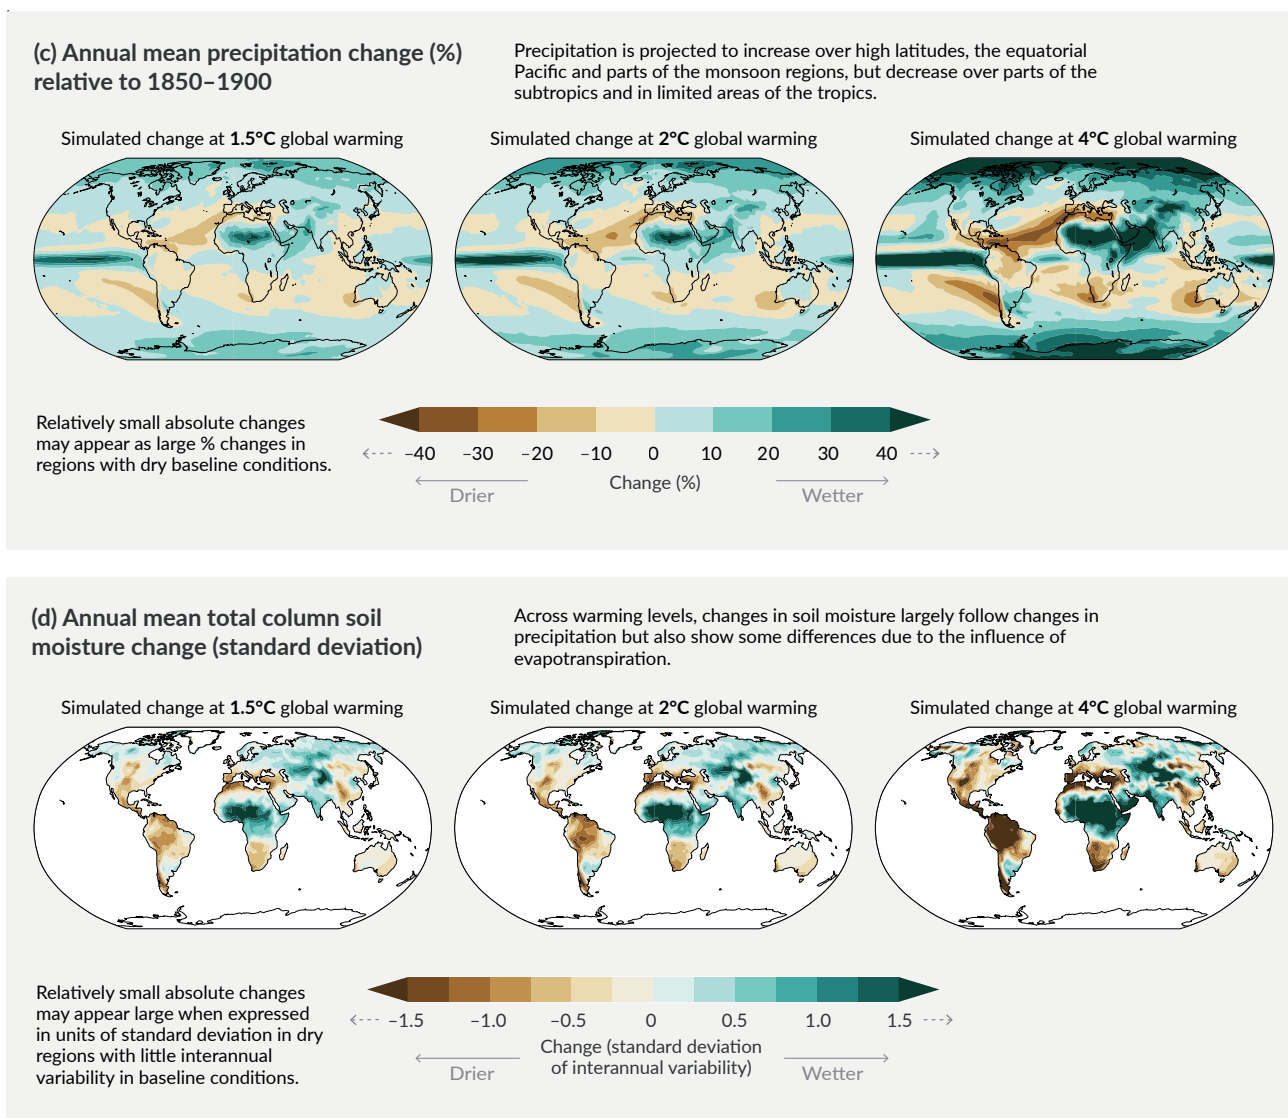 (c) Annual mean precipitation change (%)
relative to 1850–1900
Precipitation is projected to increase over high latitudes, the equatorial
Pacific and parts of the monsoon regions, but decrease over parts of the
subtropics and in limited areas of the tropics.
Simulated change at 1.5°C global warming
Simulated change at 2°C global warming
Simulated change at 4°C global warming
Relatively small absolute changes
may appear as large % changes in
regions with dry baseline conditions.
–40 –30 –20 –10 0 10 20 30 40
Change (%)
Drier
Wetter
(d) Annual mean total column soil
moisture change (standard deviation)
Across warming levels, changes in soil moisture largely follow changes in
precipitation but also show some differences due to the influence of
evapotranspiration.
Simulated change at 1.5°C global warming
Simulated change at 2°C global warming
Simulated change at 4°C global warming
Relatively small absolute changes
may appear large when expressed
in units of standard deviation in dry
regions with little interannual
variability in baseline conditions.
–1.5 –1.0 –0.5 0 0.5 1.0 1.5
Change (standard deviation
of interannual variability)
Drier
Wetter